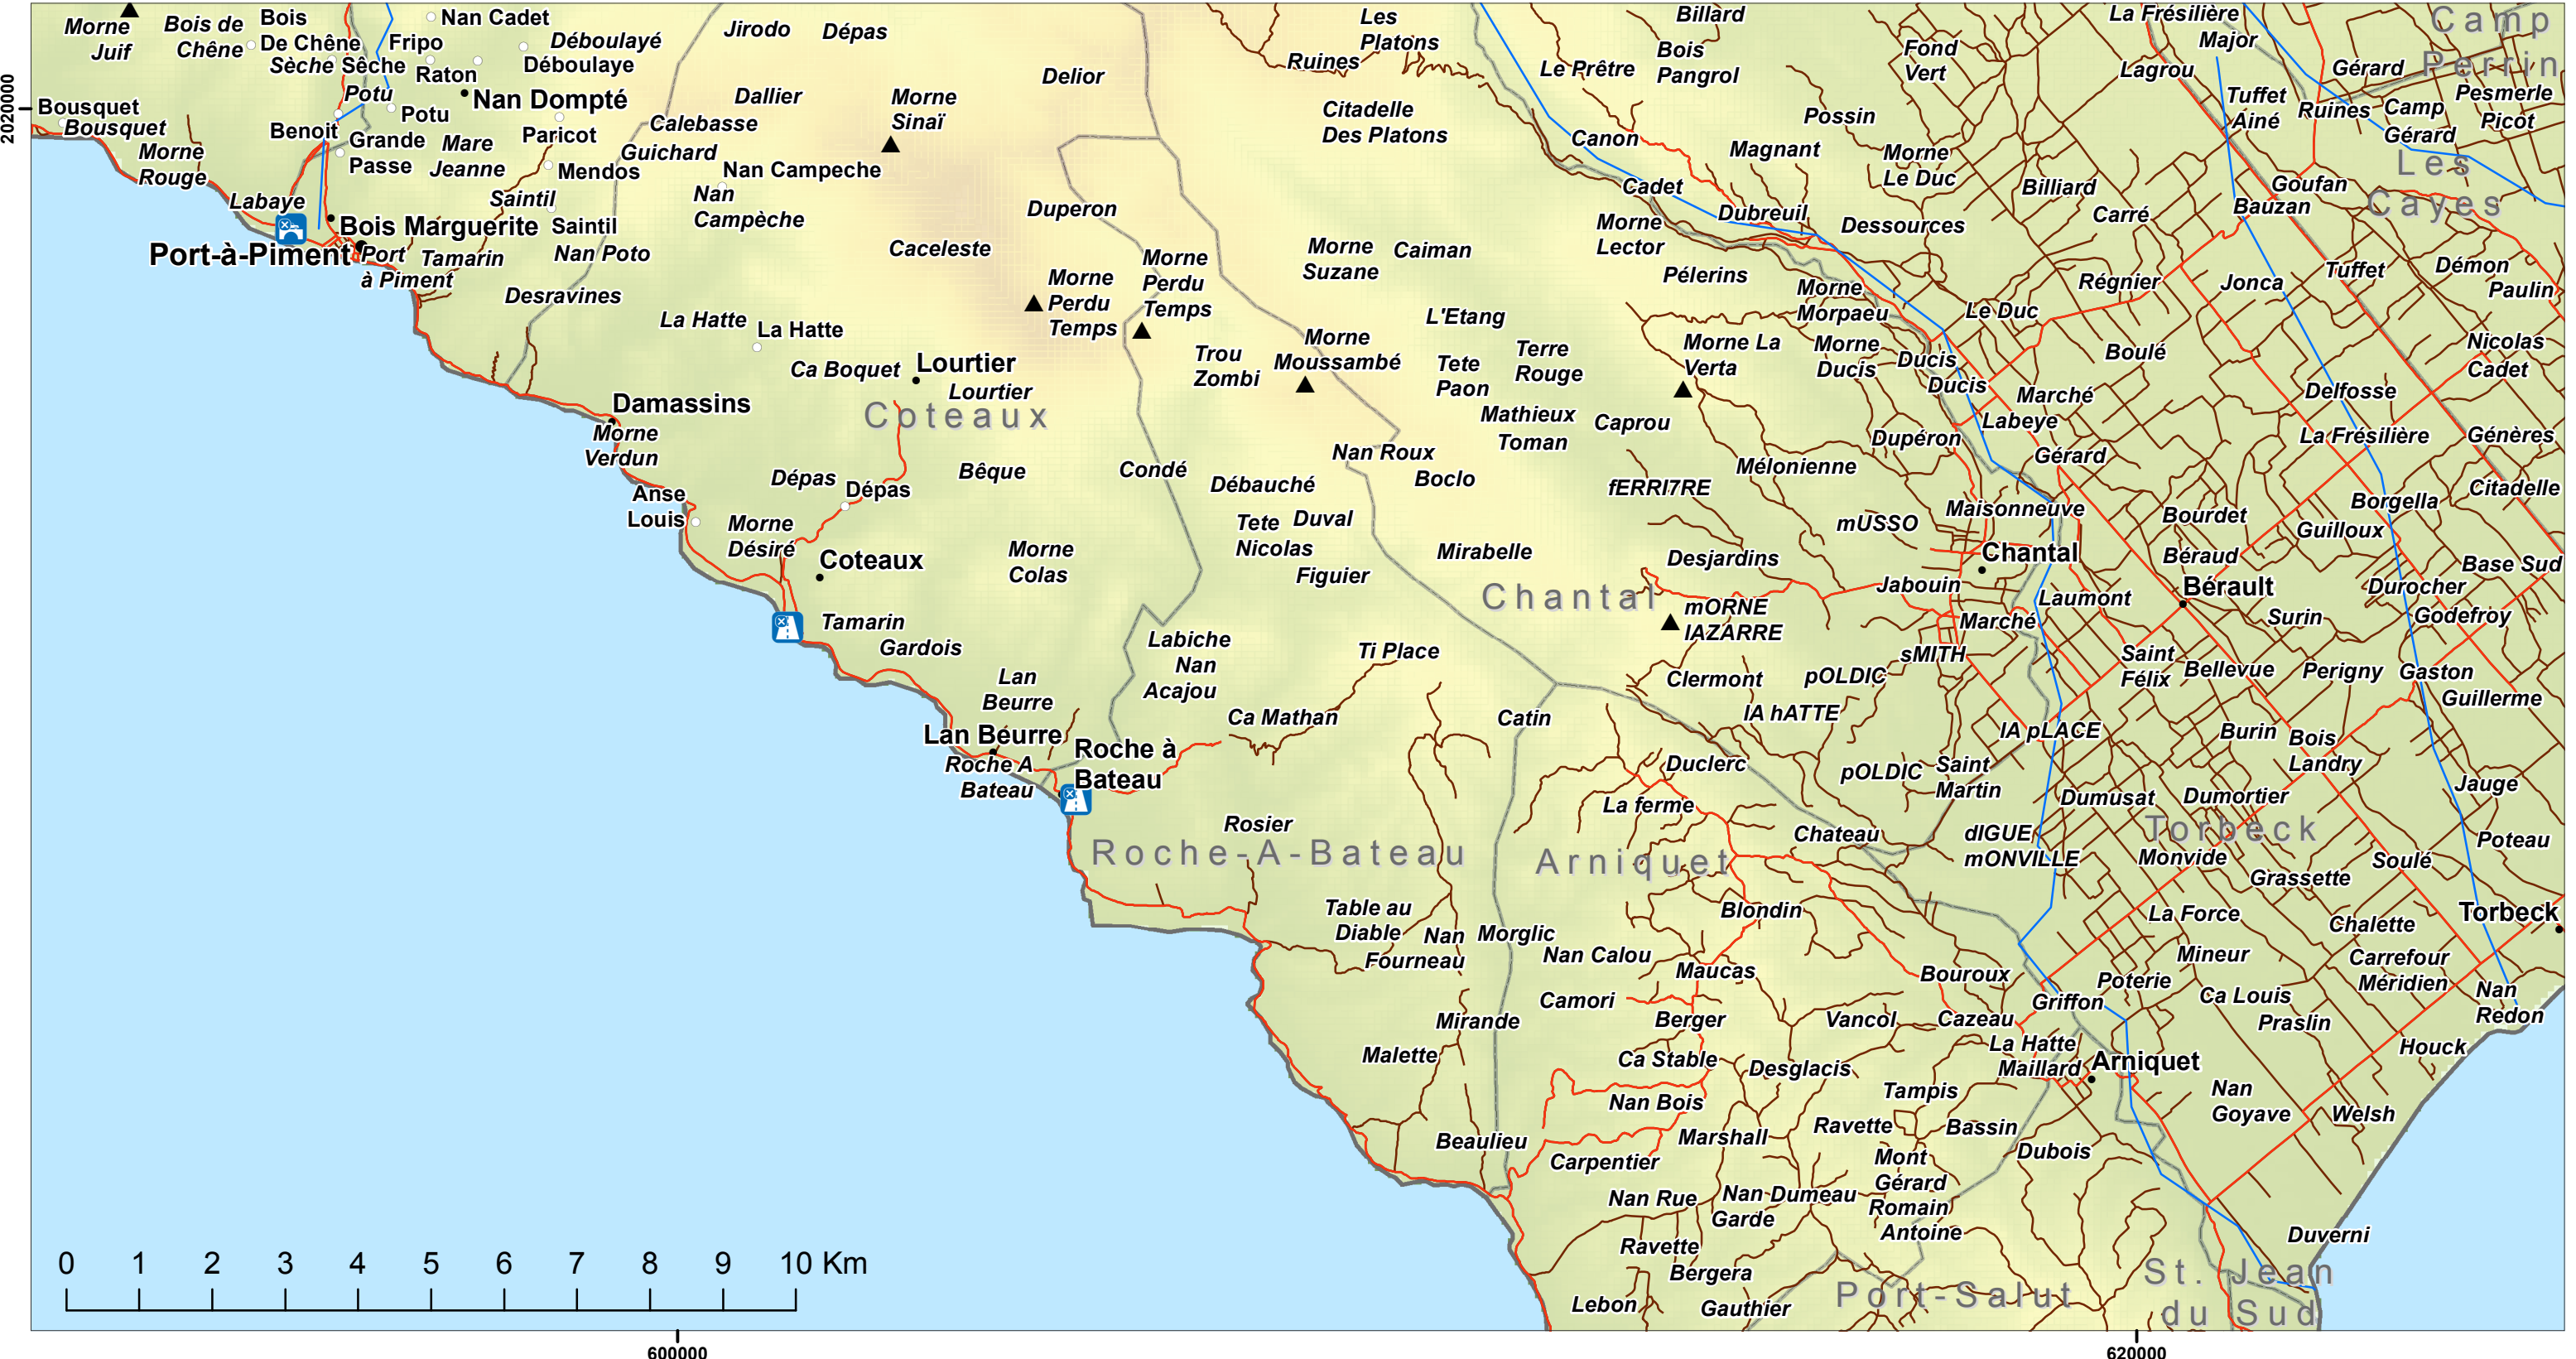 Morne
Juif
Bois de
Chêne
Bois
De Chêne
Sèche
Sêche
Nan Cadet
Fripo
Raton
Déboulayé
Déboulaye
Jirodo
Dépas
Delior
Ruines
Les
Platons
Le Prêtre
Billard
Bois
Pangrol
Fond
Vert
La Frésilière
Major
Lagrou
Gérard
Camp
Perrin
2020000
Bousquet
Bousquet
Potu
Potu
Nan Dompté
Benoit
Grande
Passe
Mare
Jeanne
Paricot
Mendos
Dallier
Calebasse
Guichard
Morne
Sinaï
Nan Campeche
Nan
Campèche
Citadelle
Des Platons
Canon
Possin
Magnant
Morne
Le Duc
Tuffet
Ainé
Ruines
Camp
Gérard
Pesmerle
Picot
Les
Cayes
Morne
Rouge
Labaye
Bois Marguerite
Port-à-Piment
Port
à Piment
Tamarin
Saintil
Saintil
Nan Poto
Desravines
Duperon
Caceleste
Morne
Perdu
Temps
Morne
Perdu
Temps
Morne
Suzane
Caiman
Cadet
Morne
Lector
Dubreuil
Pélerins
Dessources
Billiard
Carré
Goufan
Bauzan
Régnier
Jonca
Tuffet
Démon
Paulin
La Hatte
La Hatte
Ca Boquet
Lourtier
Lourtier
Coteaux
Trou
Zombi
Morne
Moussambé
L'Etang
Tete
Paon
Terre
Rouge
Mathieux
Toman
Morne
Morpaeu
Morne La
Verta
Morne
Ducis
Ducis
Ducis
Le Duc
Boulé
Marché
Labeye
Delfosse
Nicolas
Cadet
Damassins
Morne
Verdun
Anse
Louis
Dépas
Dépas
Bêque
Condé
Débauché
Nan Roux
Boclo
Caprou
Mélonienne
Dupéron
Gérard
La Frésilière
Génères
fERRI7RE
mUSSO
Maisonneuve
Bourdet
Borgella
Guilloux
Citadelle
Morne
Désiré
Coteaux
Morne
Colas
Tete
Nicolas
Duval
Figuier
Mirabelle
Chantal
Desjardins
Chantal
Jabouin
Béraud
Bérault
Base Sud
Durocher
Godefroy
Tamarin
Gardois
Labiche
Nan
Acajou
Ti Place
mORNE
lAZARRE
Laumont
Marché
sMITH
Surin
Lan
Beurre
Ca Mathan
Catin
Clermont
pOLDIC
lA hATTE
Saint
Félix
Bellevue
Perigny
Gaston
Guillerme
Lan Beurre
Roche A
Bateau
Roche à
Bateau
lA pLACE
Burin
Bois
Landry
Duclerc
La ferme
pOLDIC
Saint
Martin
Dumusat
Dumortier
Jauge
Rosier
Roche-A-Bateau
Arniquet
Chateau
dIGUE
mONVILLE
Torbeck
Monvide
Soulé
Poteau
Grassette
Table au
Diable
Nan
Fourneau
Morglic
Nan Calou
Blondin
Maucas
Bouroux
La Force
Mineur
Chalette
Torbeck
Carrefour
Méridien
Mirande
Malette
Camori
Berger
Ca Stable
Vancol
Cazeau
Griffon
Poterie
Ca Louis
Praslin
Nan
Redon
La Hatte
Maillard
Arniquet
Houck
Desglacis
Tampis
Nan Bois
Beaulieu
Carpentier
Marshall
Ravette
Bassin
Dubois
Nan
Goyave
Welsh
Mont
Gérard
Romain
Antoine
Nan Rue
Nan
Garde
Dumeau
Ravette
Bergera
Lebon
Gauthier
Port-Salut
Duverni
St. Jean
du Sud
0 1 2 3 4 5 6 7 8 9 10 Km
600000
620000